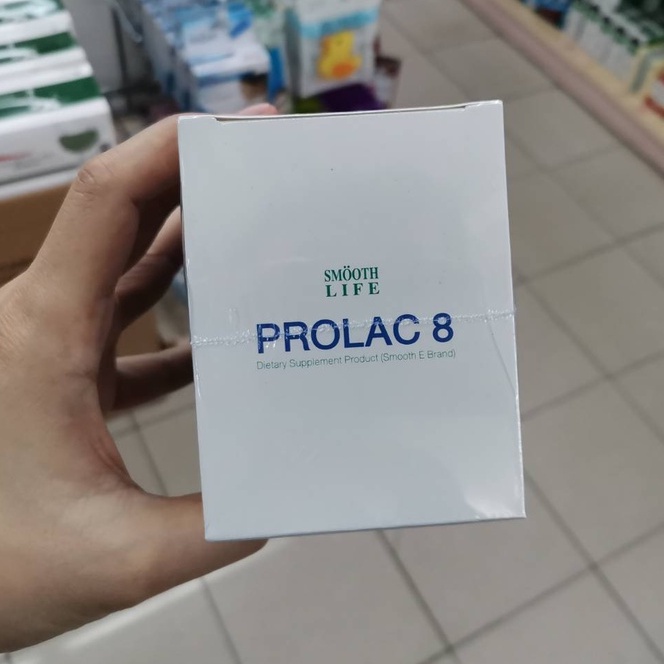 SMÖOTH
LIFE
PROLAC 8
Dietary Supplement Product (Smooth E Brand)